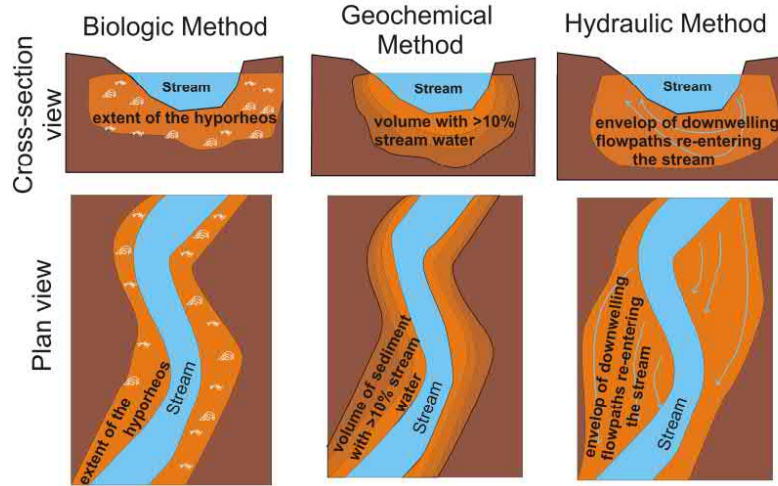 Biologic Method
Geochemical
Method
Hydraulic Method
Cross-section
view
Stream
extent of the hyporheos
Stream
volume with >10%
stream water
Stream
envelop of downwelling
flowpaths re-entering
the stream
Plan view
extent of the
hyporheos
Stream
volume of sediment
with >10% stream
water
Stream
envelop of downwelling
flowpaths re-entering
the stream
Stream